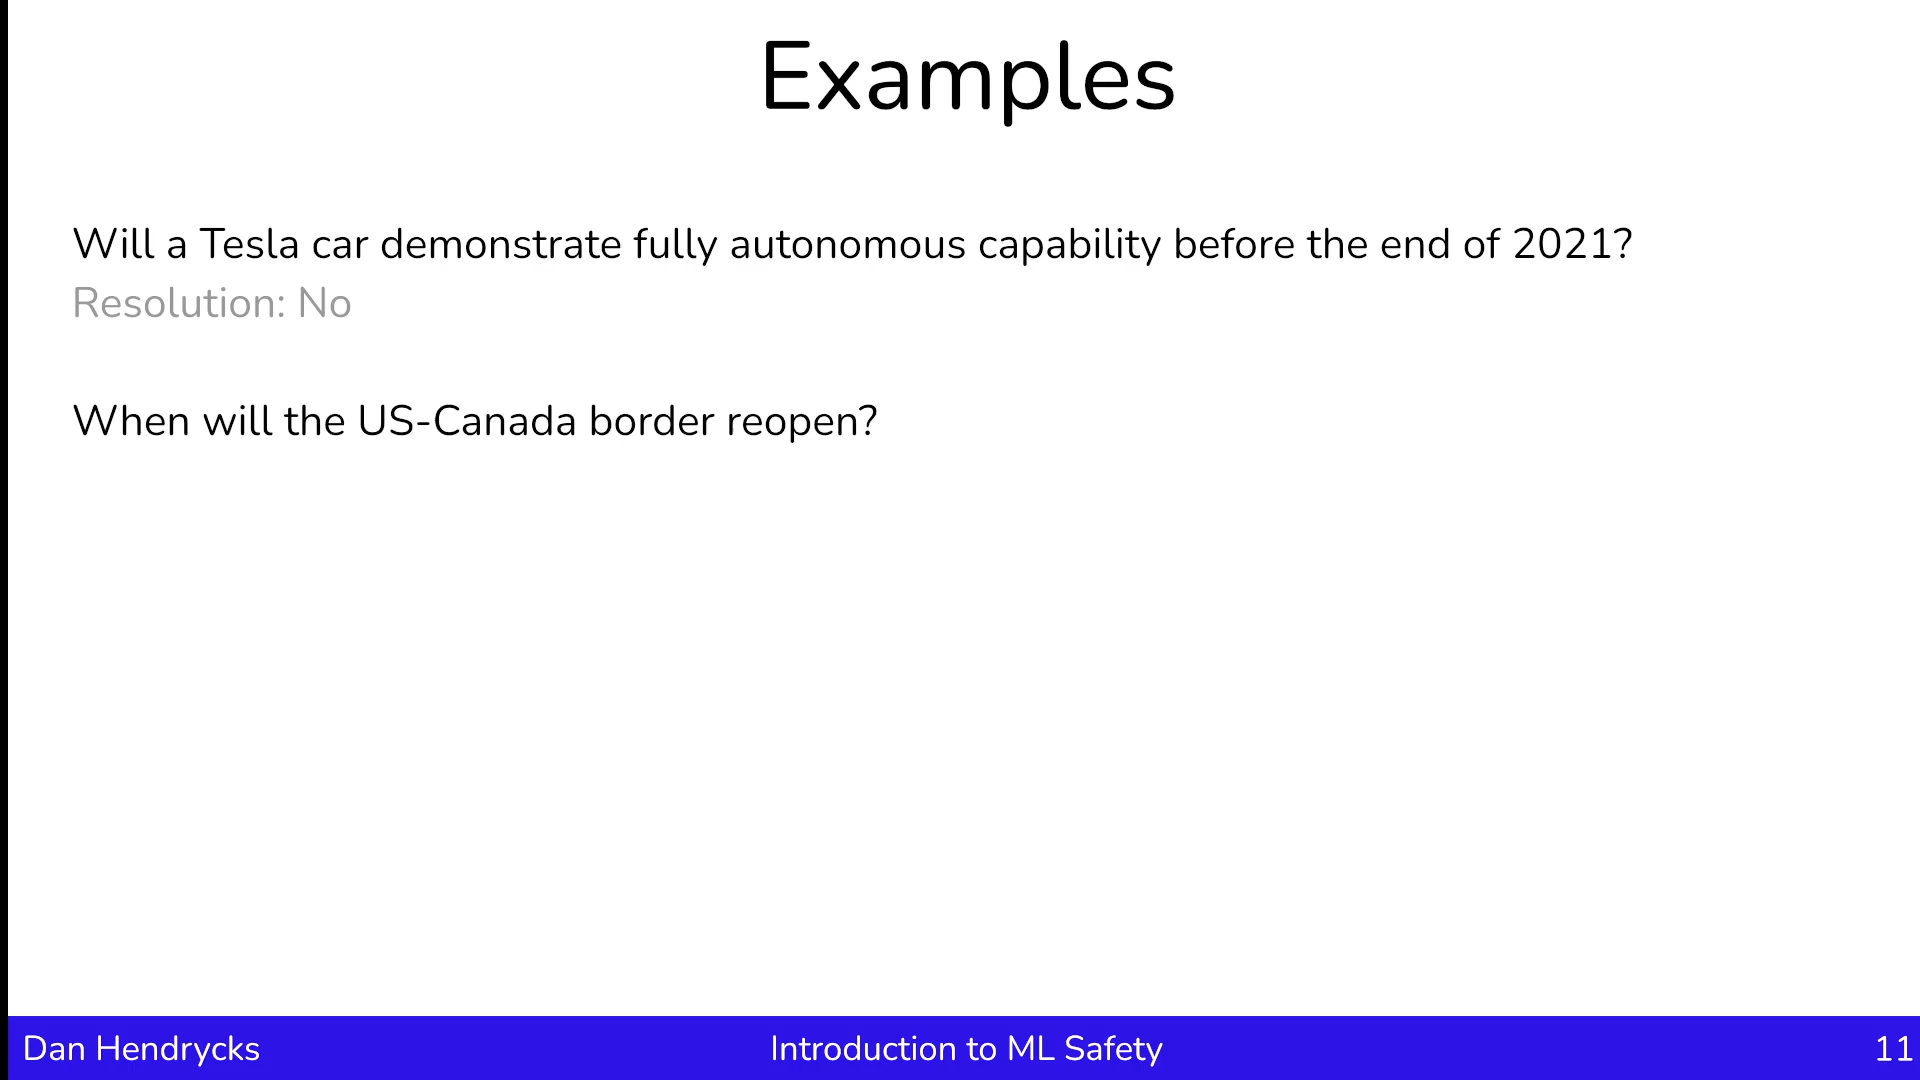 Examples
Will a Tesla car demonstrate fully autonomous capability before the end of 2021?
Resolution: No
When will the US-Canada border reopen?
Dan Hendrycks
Introduction to ML Safety
11